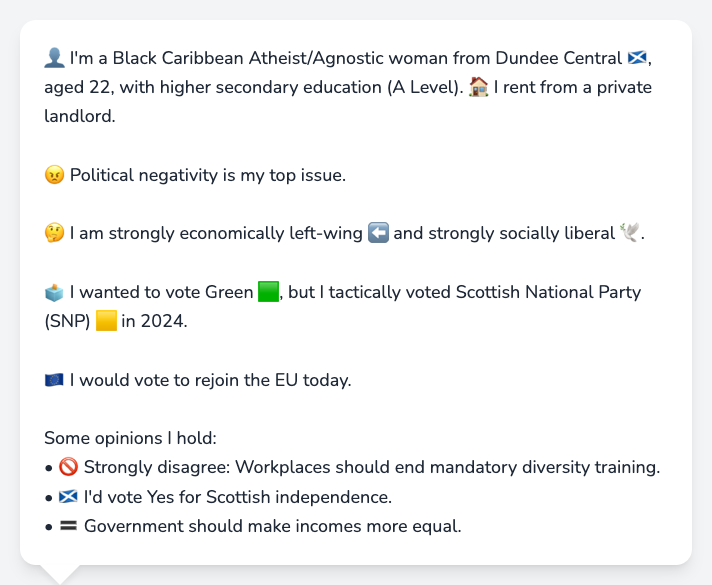 👤 I'm a Black Caribbean Atheist/Agnostic woman from Dundee Central 🏴󠁧󠁢󠁳󠁣󠁴󠁿,
aged 22, with higher secondary education (A Level). 🏠 I rent from a private
landlord.
😠 Political negativity is my top issue.
🤔 I am strongly economically left-wing ⬅️ and strongly socially liberal 🕊️.
🗳️ I wanted to vote Green 🟩, but I tactically voted Scottish National Party
(SNP) 🟨 in 2024.
🇪🇺 I would vote to rejoin the EU today.
Some opinions I hold:
• 🚫 Strongly disagree: Workplaces should end mandatory diversity training.
• 🏴󠁧󠁢󠁳󠁣󠁴󠁿 I'd vote Yes for Scottish independence.
• 🟰 Government should make incomes more equal.